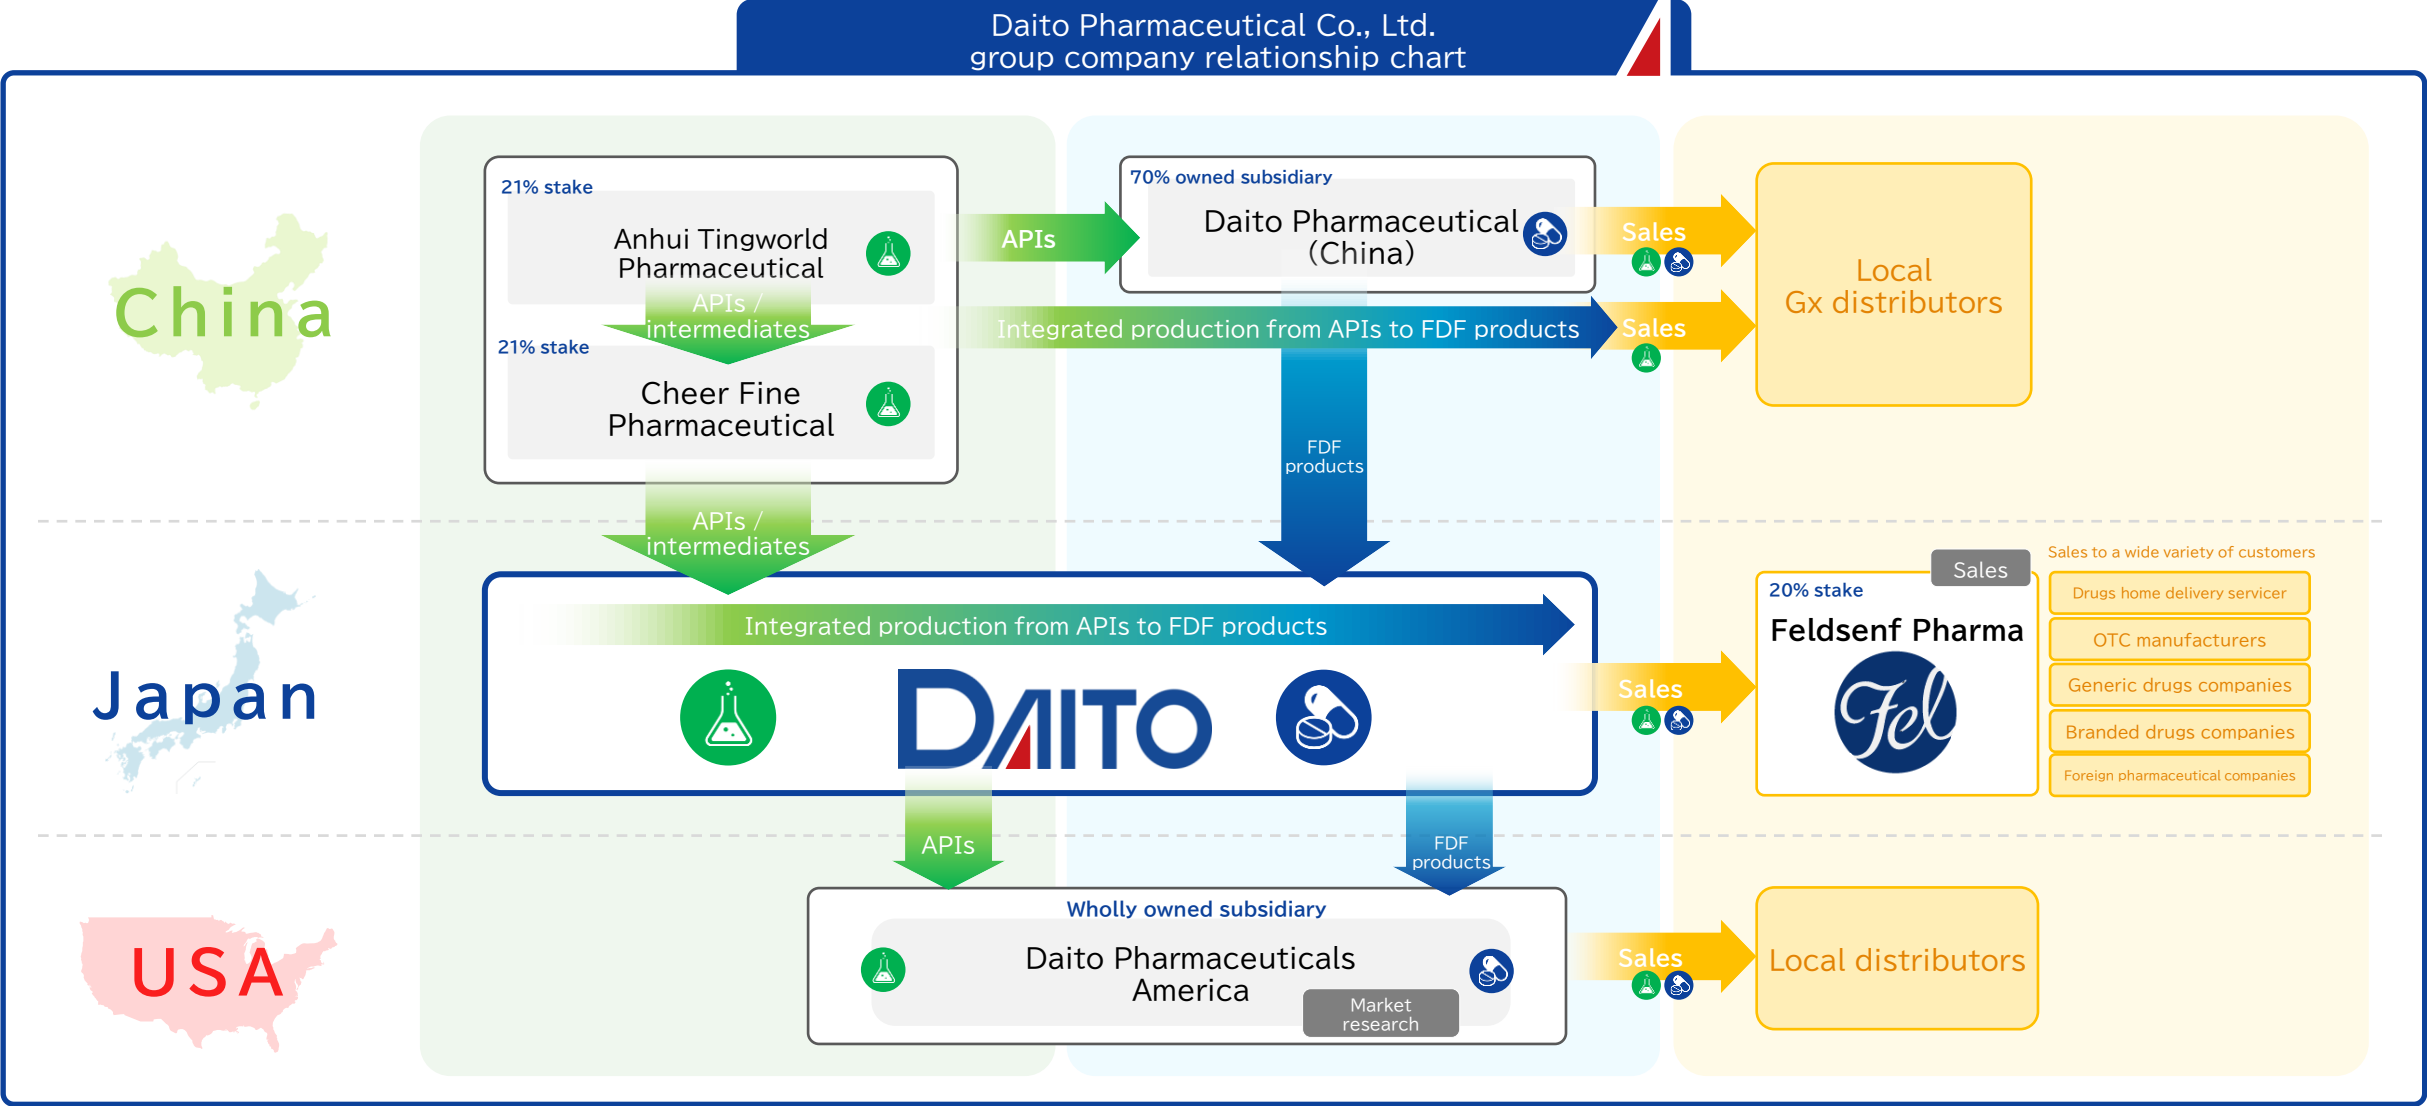 Daito Pharmaceutical Co., Ltd.
group company relationship chart
China
21% stake
Anhui Tingworld
Pharmaceutical
APIs /
intermediates
21% stake
Cheer Fine
Pharmaceutical
APIs
70% owned subsidiary
Daito Pharmaceutical
(China)
Sales
Integrated production from APIs to FDF products
Sales
Local
Gx distributors
FDF
products
APIs /
intermediates
Japan
Integrated production from APIs to FDF products
DAITO
Sales
Sales
20% stake
Feldsenf Pharma
Fel
Sales to a wide variety of customers
Drugs home delivery servicer
OTC manufacturers
Generic drugs companies
Branded drugs companies
Foreign pharmaceutical companies
APIs
FDF
products
USA
Wholly owned subsidiary
Daito Pharmaceuticals
America
Market
research
Sales
Local distributors